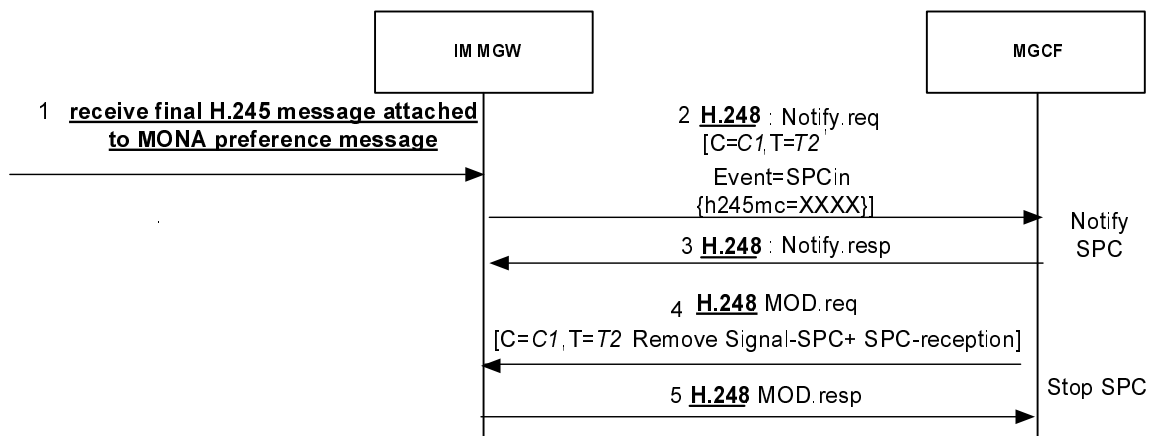 IM MGW
MGCF
1 receive final H.245 message attached
to MONA preference message
2 H.248 : Notify.req
[C=C1,T=T2 '
Event=SPCin
{h245mc=XXXX}]
Notify
SPC
3 H.248 : Notify.resp
4 H.248 MOD.req
[C=C1,T=T2 Remove Signal-SPC+ SPC-reception]
Stop SPC
5 H.248 MOD.resp